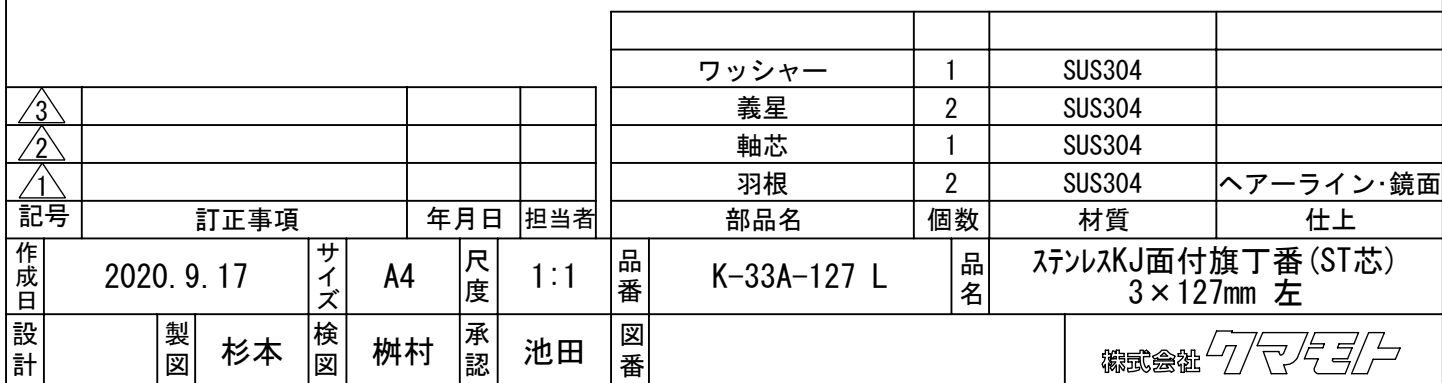 ワッシャー 1 SUS304
3 義星 2 SUS304
2 軸芯 1 SUS304
1 羽根 2 SUS304 ヘアーライン・鏡面
記号 訂正事項 年月日 担当者 部品名 個数 材質 仕上
作成日 2020.9.17 サイズ A4 尺度 1:1 品番 K-33A-127 L 品名 ステンレスKJ面付旗丁番(ST芯)
3×127mm 左
設計 製図 杉本 検図 桝村 承認 池田 図番 株式会社クマモト